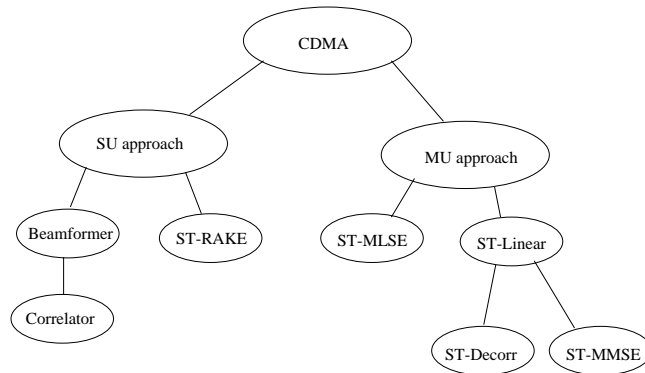 CDMA
SU approach
MU approach
Beamformer
ST-RAKE
ST-MLSE
ST-Linear
Correlator
ST-Decorr
ST-MMSE